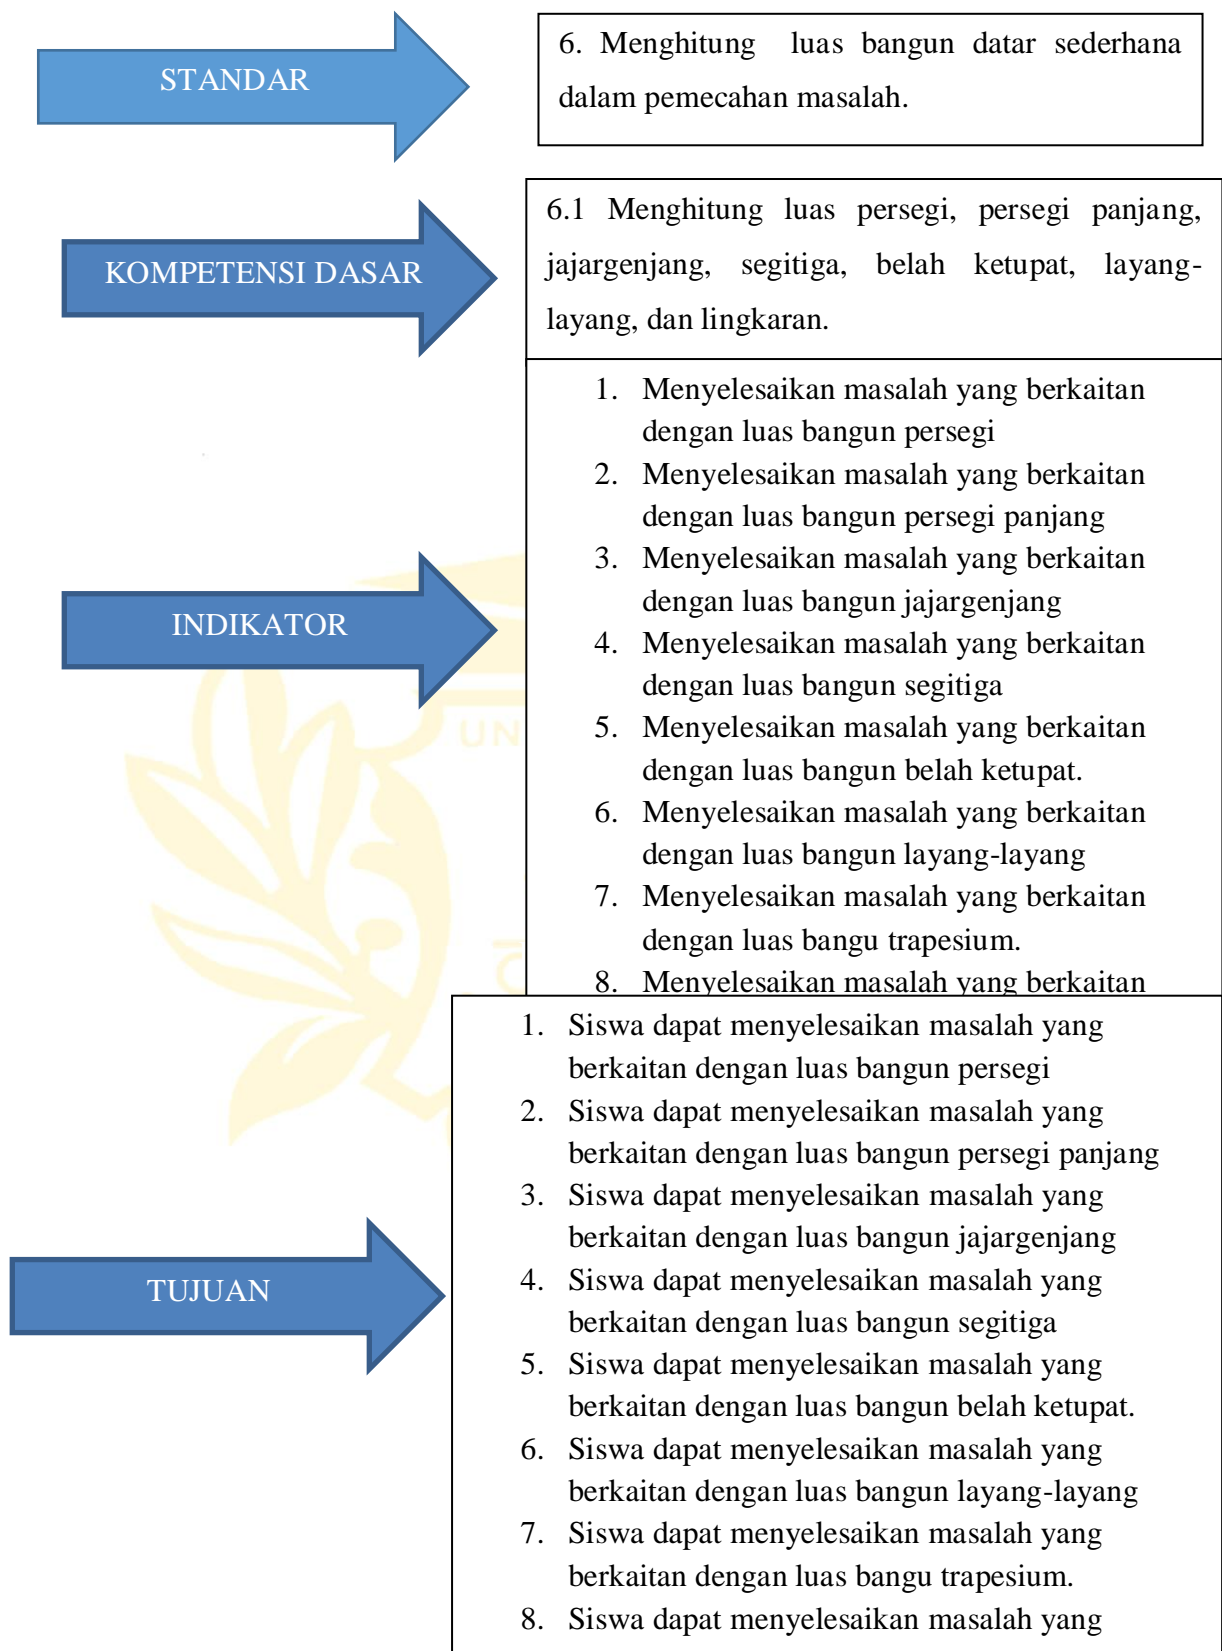 STANDAR
6. Menghitung luas bangun datar sederhana
dalam pemecahan masalah.
KOMPETENSI DASAR
6.1 Menghitung luas persegi, persegi panjang,
jajargenjang, segitiga, belah ketupat, layang-
layang, dan lingkaran.
INDIKATOR
1. Menyelesaikan masalah yang berkaitan
dengan luas bangun persegi
2. Menyelesaikan masalah yang berkaitan
dengan luas bangun persegi panjang
3. Menyelesaikan masalah yang berkaitan
dengan luas bangun jajargenjang
4. Menyelesaikan masalah yang berkaitan
dengan luas bangun segitiga
5. Menyelesaikan masalah yang berkaitan
dengan luas bangun belah ketupat.
6. Menyelesaikan masalah yang berkaitan
dengan luas bangun layang-layang
7. Menyelesaikan masalah yang berkaitan
dengan luas bangu trapesium.
8. Menyelesaikan masalah yang berkaitan
UN
TUJUAN
1. Siswa dapat menyelesaikan masalah yang
berkaitan dengan luas bangun persegi
2. Siswa dapat menyelesaikan masalah yang
berkaitan dengan luas bangun persegi panjang
3. Siswa dapat menyelesaikan masalah yang
berkaitan dengan luas bangun jajargenjang
4. Siswa dapat menyelesaikan masalah yang
berkaitan dengan luas bangun segitiga
5. Siswa dapat menyelesaikan masalah yang
berkaitan dengan luas bangun belah ketupat.
6. Siswa dapat menyelesaikan masalah yang
berkaitan dengan luas bangun layang-layang
7. Siswa dapat menyelesaikan masalah yang
berkaitan dengan luas bangu trapesium.
8. Siswa dapat menyelesaikan masalah yang